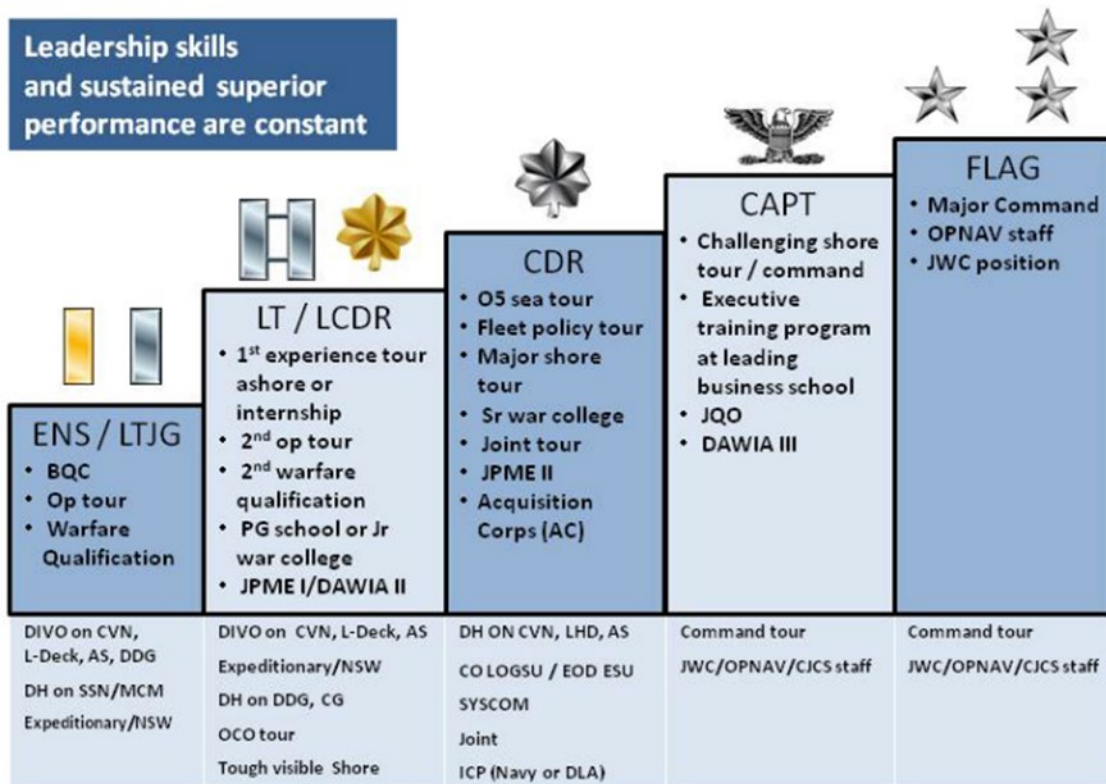 Leadership skills
and sustained superior
performance are constant
ENS / LTJG
• BQC
• Op tour
• Warfare
Qualification
DIVO on CVN,
L-Deck, AS, DDG
DH on SSN/MCM
Expeditionary/NSW
LT / LCDR
• 1st experience tour
ashore or
internship
• 2nd op tour
• 2nd warfare
qualification
• PG school or Jr
war college
• JPME I/DAWIA II
DIVO on CVN, L-Deck, AS
Expeditionary/NSW
DH on DDG, CG
OCO tour
Tough visible Shore
CDR
• O5 sea tour
• Fleet policy tour
• Major shore
tour
• Sr war college
• Joint tour
• JPME II
• Acquisition
Corps (AC)
DH ON CVN, LHD, AS
CO LOGSU / EOD ESU
SYSCOM
Joint
ICP (Navy or DLA)
CAPT
• Challenging shore
tour / command
• Executive
training program
at leading
business school
• JQO
• DAWIA III
Command tour
JWC/OPNAV/CJCS staff
FLAG
• Major Command
• OPNAV staff
• JWC position
Command tour
JWC/OPNAV/CJCS staff